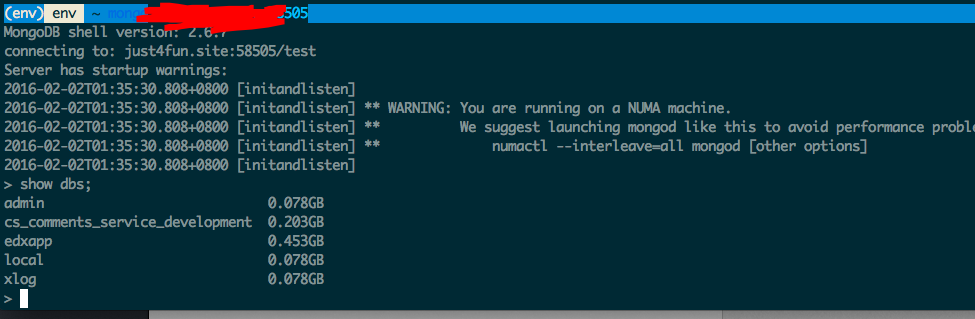 (env) env ~ mong 58505
MongoDB shell version: 2.6.7
connecting to: just4fun.site:58505/test
Server has startup warnings:
2016-02-02T01:35:30.808+0800 [initandlisten]
2016-02-02T01:35:30.808+0800 [initandlisten] ** WARNING: You are running on a NUMA machine.
2016-02-02T01:35:30.808+0800 [initandlisten] **          We suggest launching mongod like this to avoid performance proble
2016-02-02T01:35:30.808+0800 [initandlisten] **              numactl --interleave=all mongod [other options]
2016-02-02T01:35:30.808+0800 [initandlisten]
> show dbs;
admin                           0.078GB
cs_comments_service_development  0.203GB
edxapp                          0.453GB
local                           0.078GB
xlog                            0.078GB
>